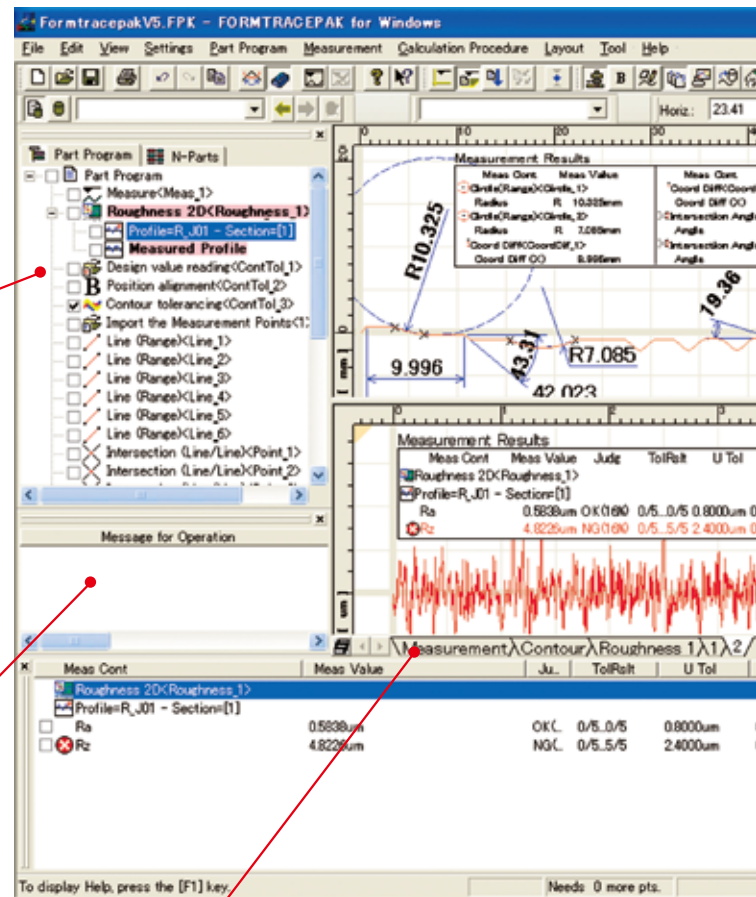 FormtracepakV5.FPK - FORMTRACEPAK for Windows
File Edit View Settings Part Program Measurement Calculation Procedure Layout Tool Help
Horiz.: 23.41
Part Program N-Parts
Part Program
Measure<Meas_1>
Roughness 2D<Roughness_1>
Profile=R_J01 - Section=[1]
Measured Profile
Design value reading<ContTol_1>
B Position alignment<ContTol_2>
Contour tolerancing<ContTol_3>
Import the Measurement Points<1>
Line (Range)<Line_1>
Line (Range)<Line_2>
Line (Range)<Line_3>
Line (Range)<Line_4>
Line (Range)<Line_5>
Line (Range)<Line_6>
Intersection (Line/Line)<Point_1>
Intersection (Line/Line)<Point_2>
Message for Operation
0 10 20 30
Measurement Results
Meas Cont Meas Value Meas Cont
Circle(Range)<Circle_1> Coord Diff<Coord
Radius R 10.325mm Coord Diff (X)
Circle(Range)<Circle_2> Intersection Angle
Radius R 7.085mm Angle
Coord Diff<CoordDif_1> Intersection Angle
Coord Diff (X) 9.996mm Angle
R10.325
19.36
9.996
43.31
R7.085
42.023
[ mm ]
Measurement Results
Meas Cont Meas Value Judg TolRslt U Tol
Roughness 2D<Roughness_1>
Profile=R_J01 - Section=[1]
Ra 0.5838um OK(16%) 0/5...0/5 0.8000um
Rz 4.8226um NG(16%) 0/5...5/5 2.4000um
[ um ]
Measurement Contour Roughness 1 1 2
Meas Cont Meas Value Ju... TolRslt U Tol
Roughness 2D<Roughness_1>
Profile=R_J01 - Section=[1]
Ra 0.5838um OK(... 0/5...0/5 0.8000um
Rz 4.8226um NG(... 0/5...5/5 2.4000um
To display Help, press the [F1] key.
Needs 0 more pts.